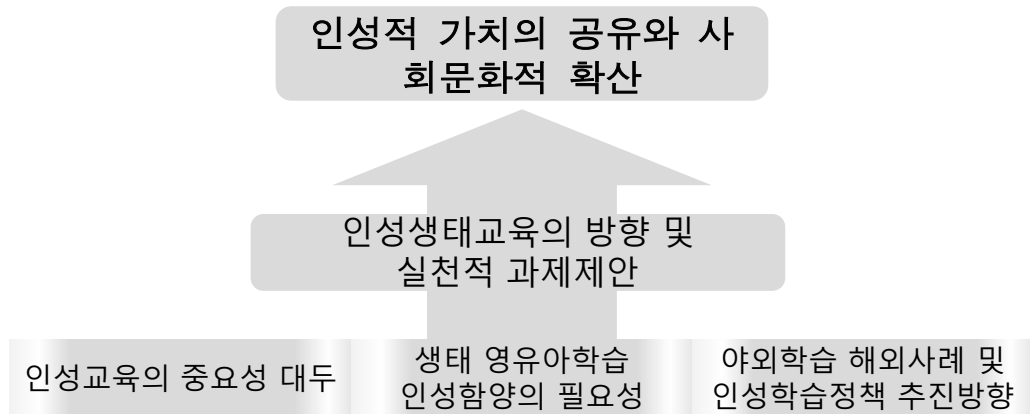 인성적 가치의 공유와 사
회문화적 확산
인성생태교육의 방향 및
실천적 과제제안
인성교육의 중요성 대두
생태 영유아학습
인성함양의 필요성
야외학습 해외사례 및
인성학습정책 추진방향